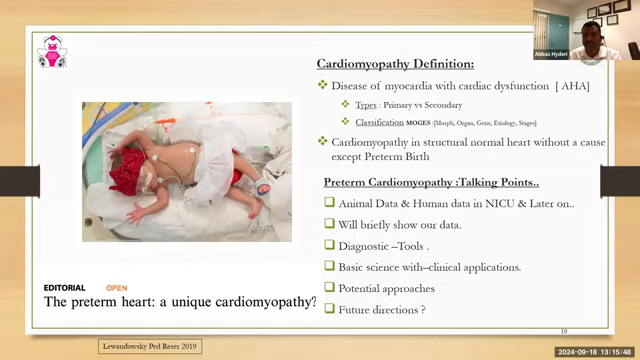 Cardiomyopathy Definition:
Disease of myocardia with cardiac dysfunction [ AHA]
Types : Primary vs Secondary
Classification MOGES :[Morph, Organ, Gene, Etiology, Stages]
Cardiomyopathy in structural normal heart without a cause
except Preterm Birth
Preterm Cardiomyopathy :Talking Points..
Animal Data & Human data in NICU & Later on..
Will briefly show our data.
Diagnostic –Tools .
Basic science with–clinical applications.
Potential approaches
Future directions ?
EDITORIAL OPEN
The preterm heart: a unique cardiomyopathy?
Lewandowsky Ped Reser 2019
10
Abbas Hyderi
2024-09-18 13:15:48